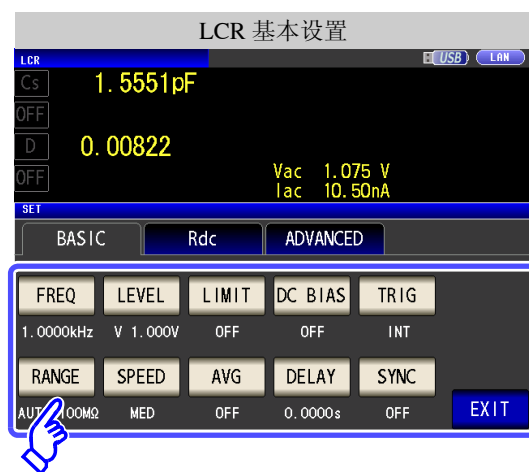 LCR 基本设置
LCR USB LAN
Cs 1.5551pF
OFF
D 0.00822
OFF
Vac 1.075 V
Iac 10.50nA
SET
BASIC Rdc ADVANCED
FREQ LEVEL LIMIT DC BIAS TRIG
1.0000kHz V 1.000V OFF OFF INT
RANGE SPEED AVG DELAY SYNC
00MΩ MED OFF 0.0000s OFF
EXIT